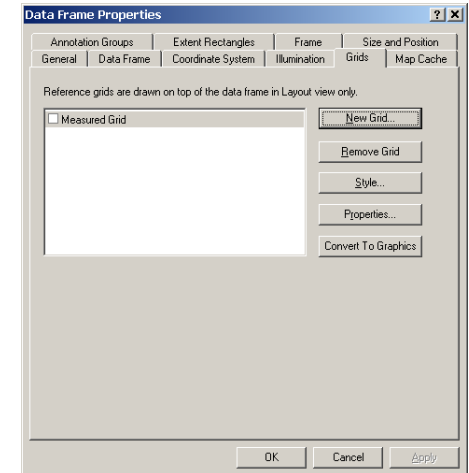 Data Frame Properties
Annotation Groups Extent Rectangles Frame Size and Position
General Data Frame Coordinate System Illumination Grids Map Cache
Reference grids are drawn on top of the data frame in Layout view only.
Measured Grid
New Grid...
Remove Grid
Style...
Properties...
Convert To Graphics
OK Cancel Apply